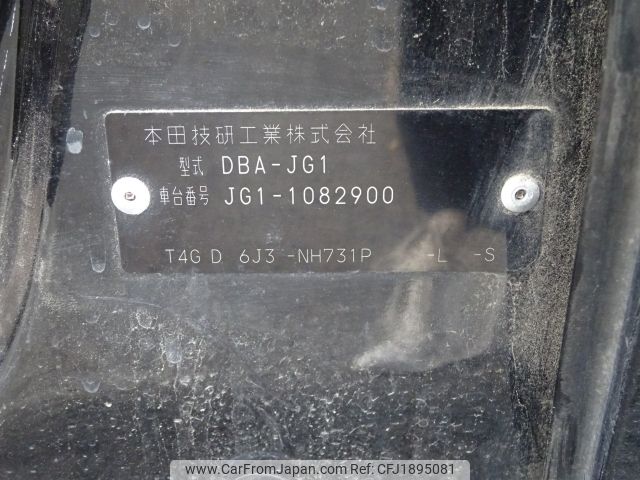 本田技研工業株式会社
型式 DBA-JG1
車台番号 JG1-1082900
T4G D 6J3 -NH731P -L -S
www.CarFromJapan.com Ref:CFJ1895081